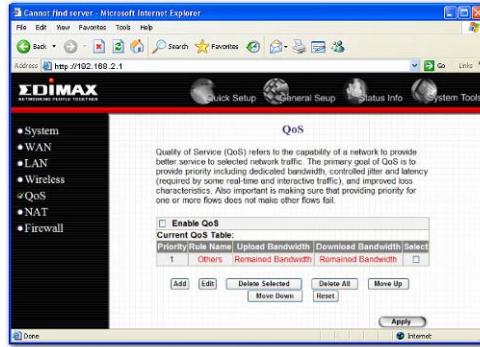 Cannot find server - Microsoft Internet Explorer
File Edit View Favorites Tools Help
Back Search Favorites
Address http://192.168.2.1 Go Links
EDIMAX
NETWORKING PEOPLE TOGETHER
Quick Setup General Seup Status Info System Tools
System
WAN
LAN
Wireless
QoS
NAT
Firewall
QoS
Quality of Service (QoS) refers to the capability of a network to provide
better service to selected network traffic. The primary goal of QoS is to
provide priority including dedicated bandwidth, controlled jitter and latency
(required by some real-time and interactive traffic), and improved loss
characteristics. Also important is making sure that providing priority for
one or more flows does not make other flows fail.
Enable QoS
Current QoS Table:
Priority Rule Name Upload Bandwidth Download Bandwidth Select
1 Others Remained Bandwidth Remained Bandwidth
Add Edit Delete Selected Delete All Move Up
Move Down Reset
Apply
Done Internet